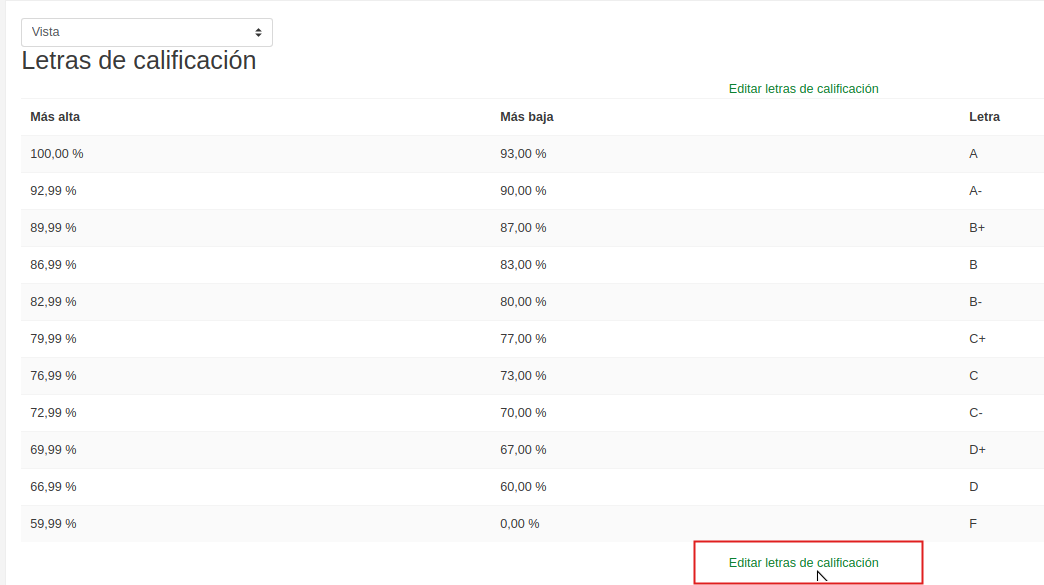 Vista
Letras de calificación
Editar letras de calificación
Más alta Más baja Letra
100,00 % 93,00 % A
92,99 % 90,00 % A-
89,99 % 87,00 % B+
86,99 % 83,00 % B
82,99 % 80,00 % B-
79,99 % 77,00 % C+
76,99 % 73,00 % C
72,99 % 70,00 % C-
69,99 % 67,00 % D+
66,99 % 60,00 % D
59,99 % 0,00 % F
Editar letras de calificación